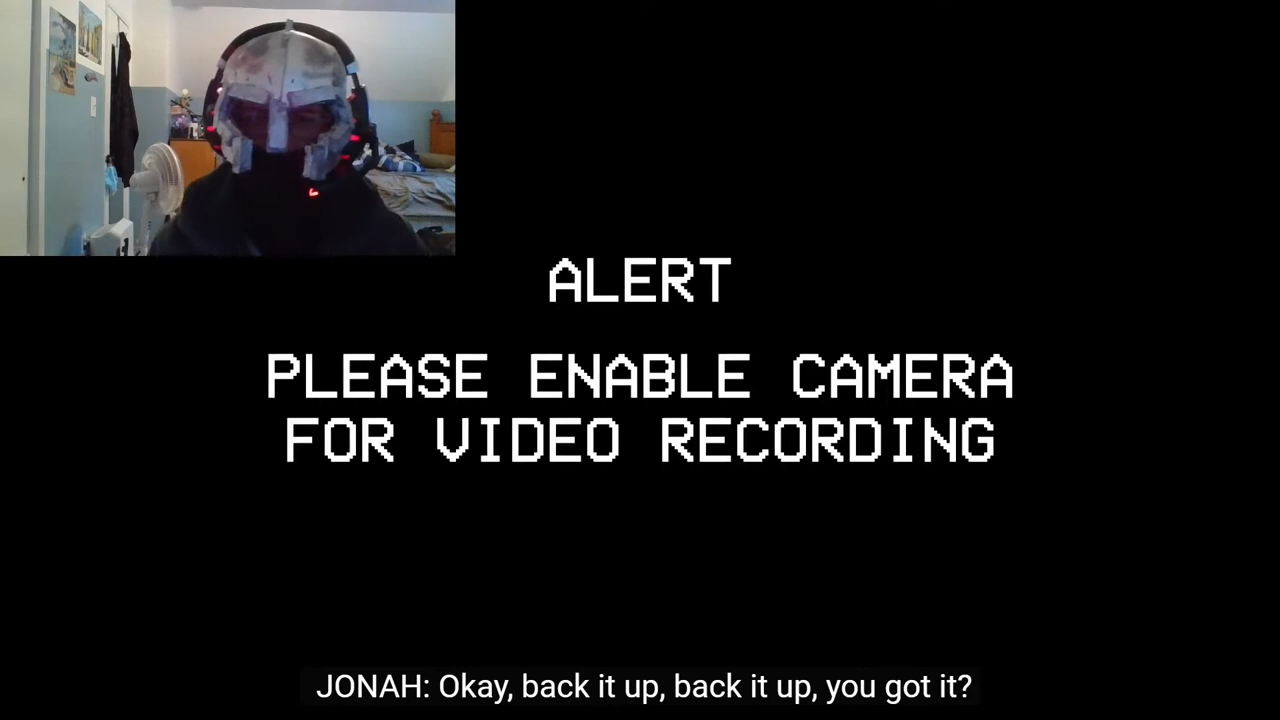 ALERT
PLEASE ENABLE CAMERA
FOR VIDEO RECORDING
JONAH: Okay, back it up, back it up, you got it?